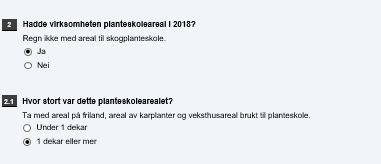 2 Hadde virksomheten planteskoleareal i 2018?
Regn ikke med areal til skogplanteskole.
Ja
Nei
2.1 Hvor stort var dette planteskolearealet?
Ta med areal på friland, areal av karplanter og veksthusareal brukt til planteskole.
Under 1 dekar
1 dekar eller mer